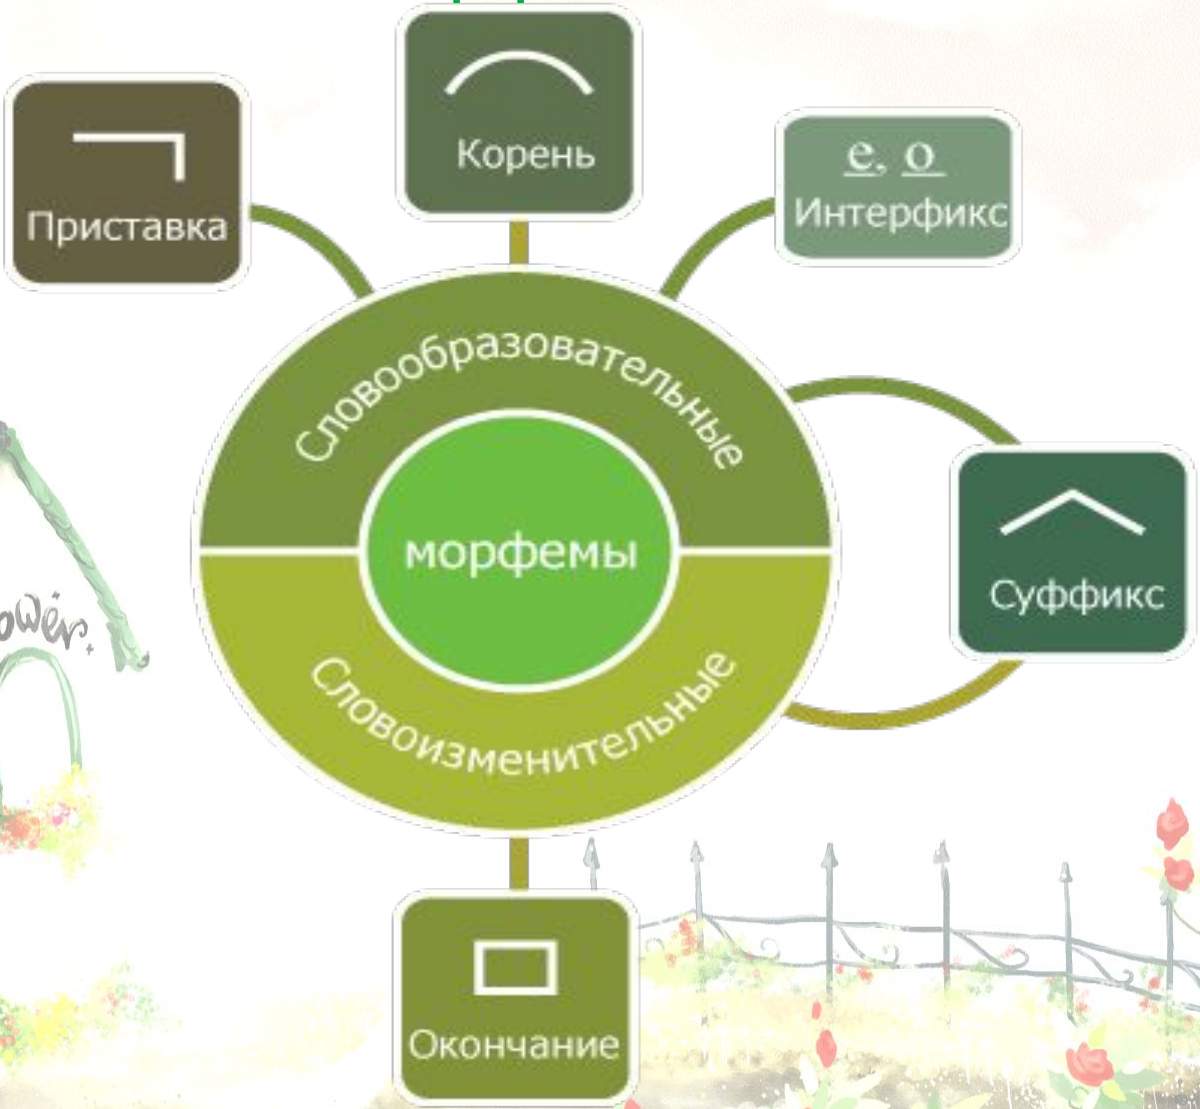 Корень
Приставка
е, о
Интерфикс
Словообразовательные
морфемы
Суффикс
Словоизменительные
Окончание